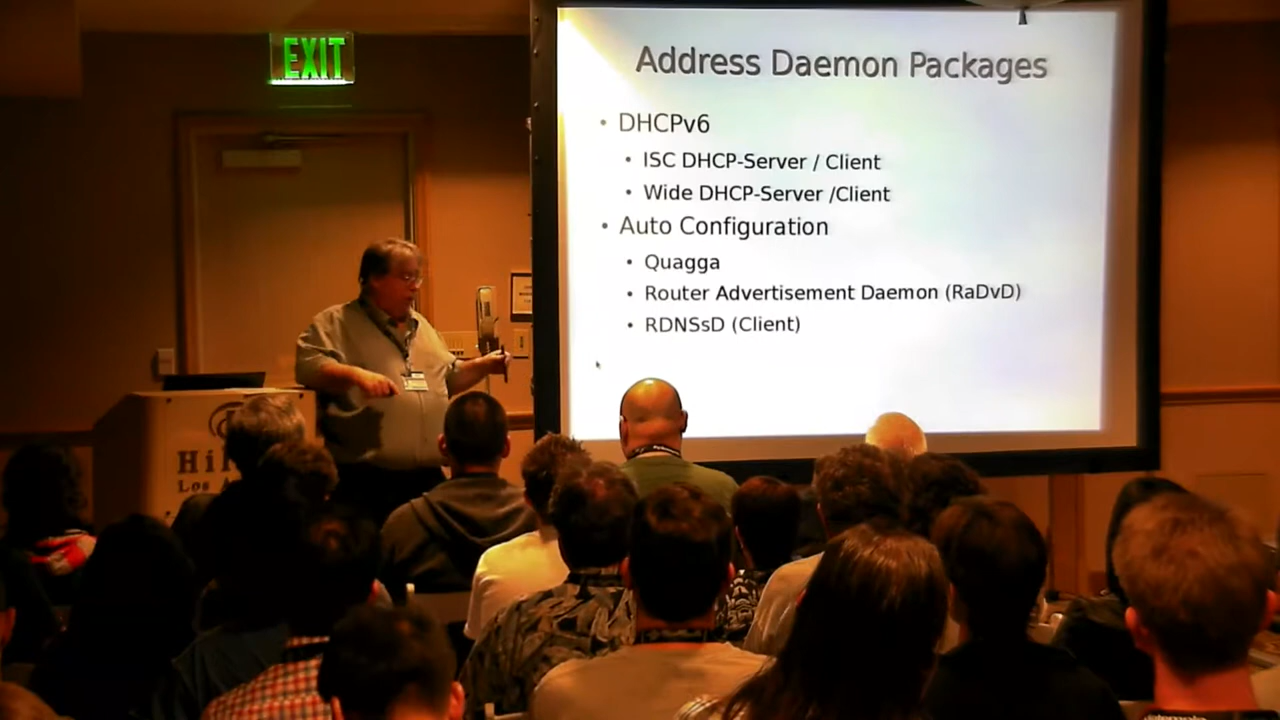 EXIT
Address Daemon Packages
• DHCPv6
• ISC DHCP-Server / Client
• Wide DHCP-Server /Client
• Auto Configuration
• Quagga
• Router Advertisement Daemon (RaDvD)
• RDNSsD (Client)
Los